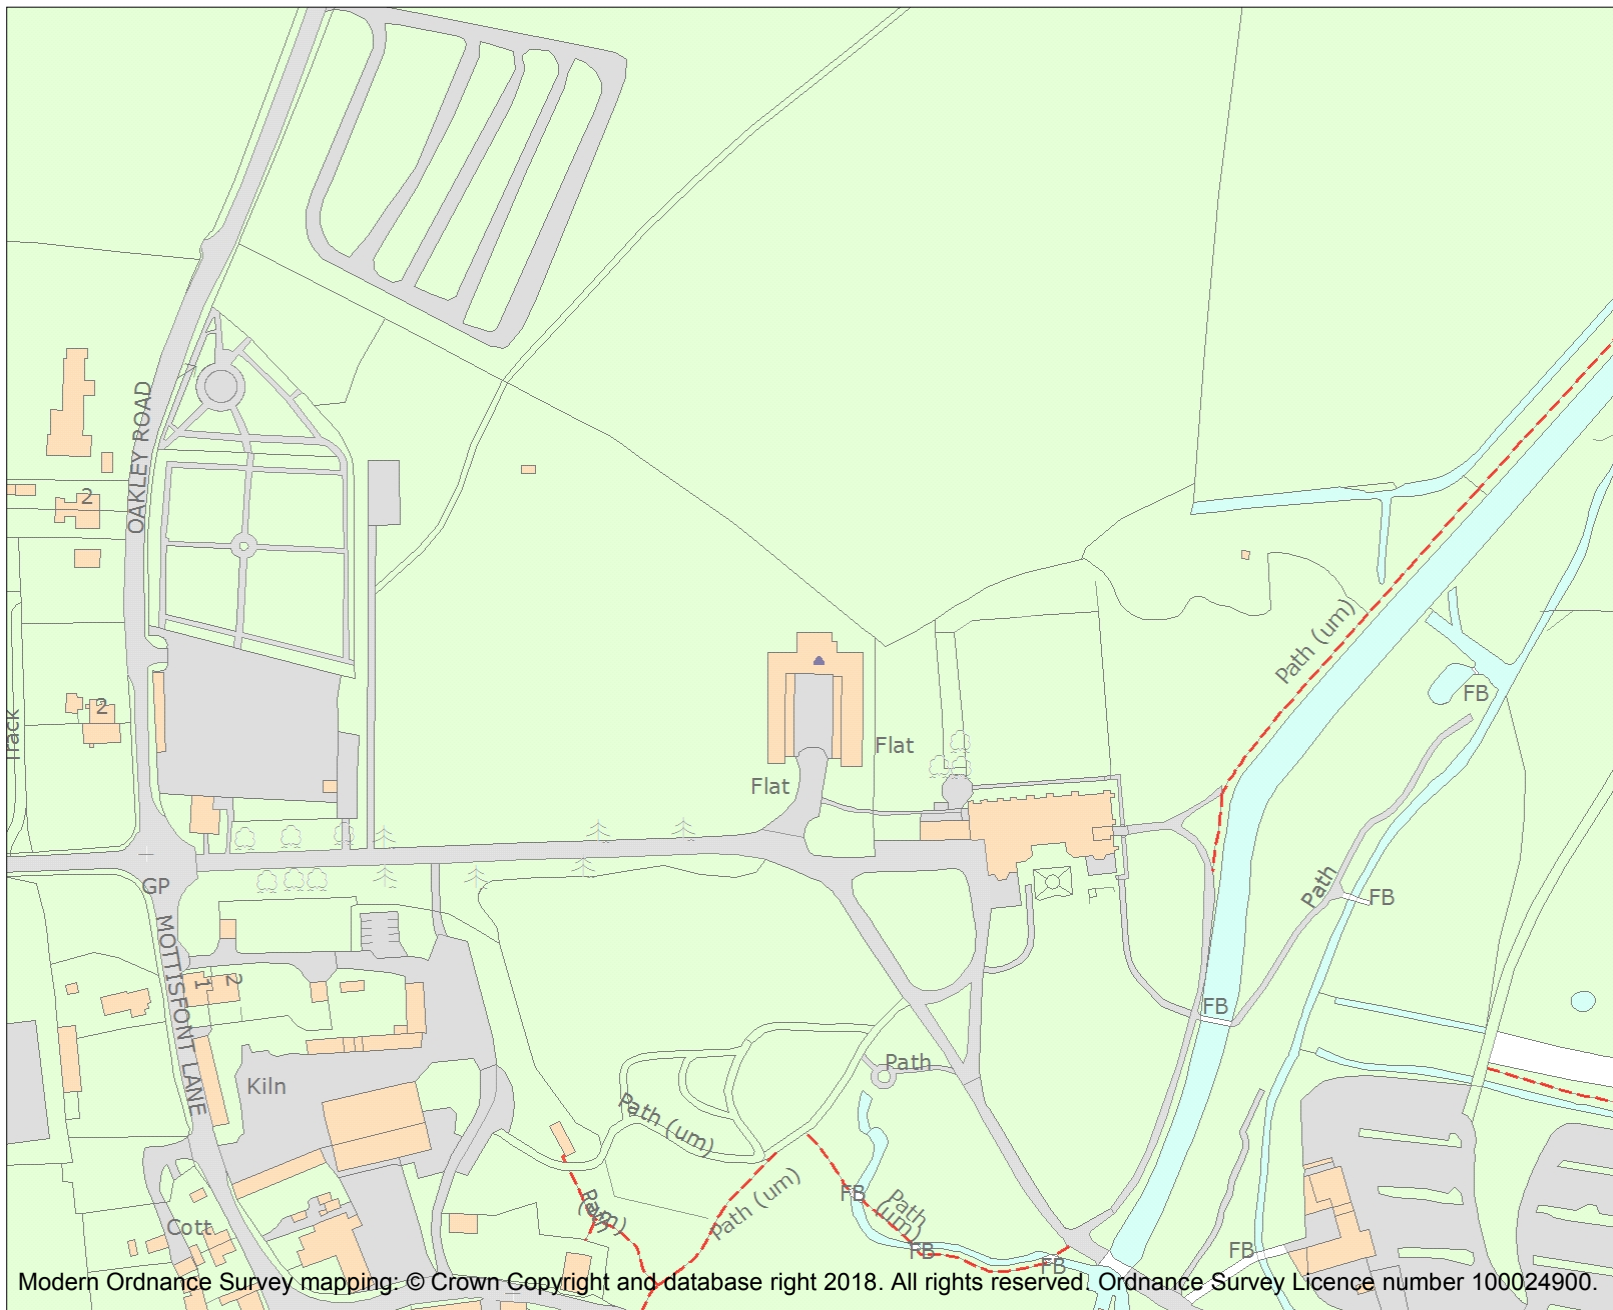 OAKLEY ROAD
2
Path (um)
2
FB
Track
Flat
Flat
GP
Path
FB
MOTTISFONT LANE
1
2
FB
Path
Kiln
Path (um)
FB
Path (um)
Path
(um)
(um)
Cott
FB
FB
FB
Modern Ordnance Survey mapping: © Crown Copyright and database right 2018. All rights reserved. Ordnance Survey Licence number 100024900.